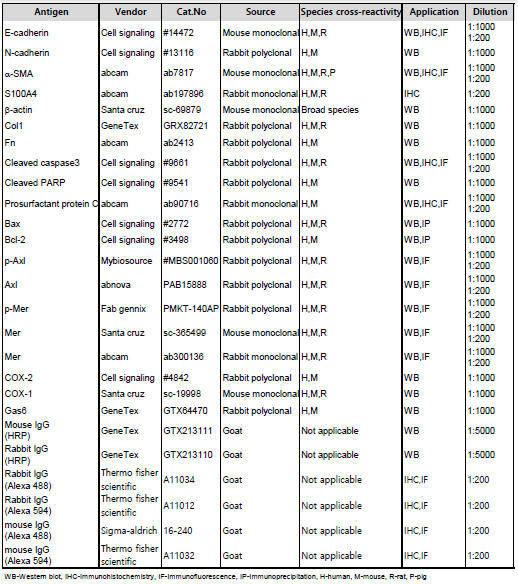 Antigen Vendor Cat.No Source Species cross-reactivity Application Dilution
E-cadherin Cell signaling #14472 Mouse monoclonal H,M,R WB,IHC,IF 1:1000 1:200
N-cadherin Cell signaling #13116 Rabbit polyclonal H,M WB 1:1000
α-SMA abcam ab7817 Mouse monoclonal H,M,R,P WB,IHC,IF 1:1000 1:200
S100A4 abcam ab197896 Rabbit monoclonal H,M,R IHC 1:200
β-actin Santa cruz sc-69879 Mouse monoclonal Broad species WB 1:1000
Col1 GeneTex GRX82721 Rabbit polyclonal H,M,R WB 1:1000
Fn abcam ab2413 Rabbit polyclonal H,M WB 1:1000
Cleaved caspase3 Cell signaling #9661 Rabbit polyclonal H,M,R WB,IHC,IF 1:1000 1:200
Cleaved PARP Cell signaling #9541 Rabbit polyclonal H,M WB 1:1000
Prosurfactant protein C abcam ab90716 Rabbit monoclonal H,M WB,IHC,IF 1:1000 1:200
Bax Cell signaling #2772 Rabbit polyclonal H,M,R WB,IP 1:1000
Bcl-2 Cell signaling #3498 Rabbit polyclonal H,M WB,IP 1:1000
p-Axl Mybiosource #MBS001060 Rabbit polyclonal H,M,R WB,IF 1:1000 1:200
Axl abnova PAB15888 Rabbit polyclonal H,M,R WB,IF 1:1000 1:200
p-Mer Fab gennix PMKT-140AP Rabbit polyclonal H,M,R WB,IF 1:1000 1:200
Mer Santa cruz sc-365499 Mouse monoclonal H,M,R WB,IF 1:1000 1:200
Mer abcam ab300136 Rabbit monoclonal H,M,R WB,IF 1:1000 1:200
COX-2 Cell signaling #4842 Rabbit polyclonal H,M WB 1:1000
COX-1 Santa cruz sc-19998 Mouse monoclonal H,M,R WB 1:1000
Gas6 GeneTex GTX64470 Rabbit polyclonal H,M WB 1:1000
Mouse IgG
(HRP) GeneTex GTX213111 Goat Not applicable WB 1:5000
Rabbit IgG
(HRP) GeneTex GTX213110 Goat Not applicable WB 1:5000
Rabbit IgG Thermo fisher
(Alexa 488) scientific A11034 Goat Not applicable IHC,IF 1:200
Rabbit IgG Thermo fisher
(Alexa 594) scientific A11012 Goat Not applicable IHC,IF 1:200
mouse IgG
(Alexa 488) Sigma-aldrich 16-240 Goat Not applicable IHC,IF 1:200
mouse IgG Thermo fisher
(Alexa 594) scientific A11032 Goat Not applicable IHC,IF 1:200
WB-Western blot, IHC-Immunohistochemistry, IF-Immunofluorescence, IP-Immunoprecipitation, H-human, M-mouse, R-rat, P-pig